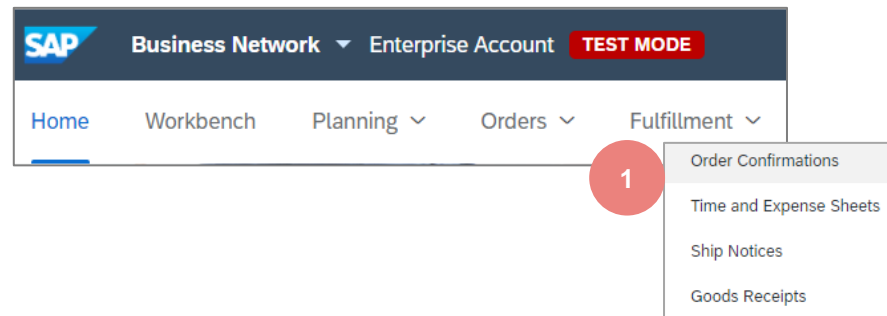 SAP Business Network Enterprise Account TEST MODE
Home Workbench Planning Orders Fulfillment
1
Order Confirmations
Time and Expense Sheets
Ship Notices
Goods Receipts